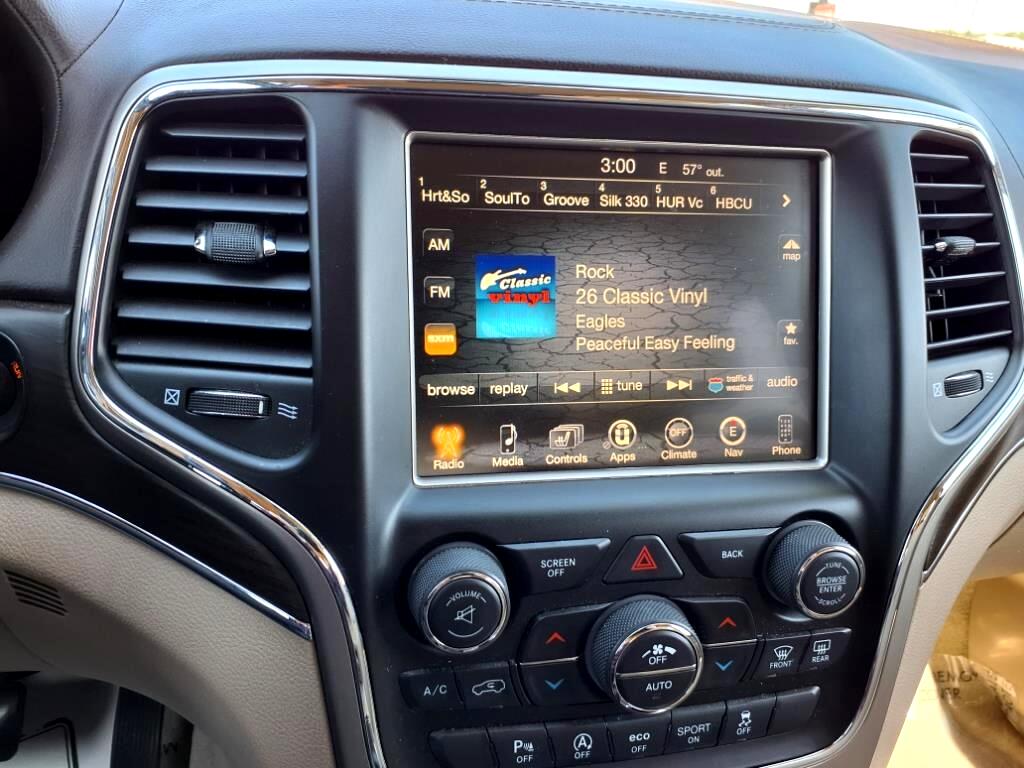 3:00 E 57° out.
1 Hrt&So 2 SoulTo 3 Groove 4 Silk 330 5 HUR Vc 6 HBCU >
AM
map
Classic
vinyl
Rock
26 Classic Vinyl
FM
Eagles
sxm
Peaceful Easy Feeling
fav.
browse replay tune traffic & weather audio
OFF E
Radio Media Controls Apps Climate Nav Phone
SCREEN OFF
BACK
VOLUME
TUNE
BROWSE
ENTER
SCROLL
OFF
AUTO
FRONT
REAR
A/C
P OFF
A OFF
eco OFF
SPORT ON
OFF